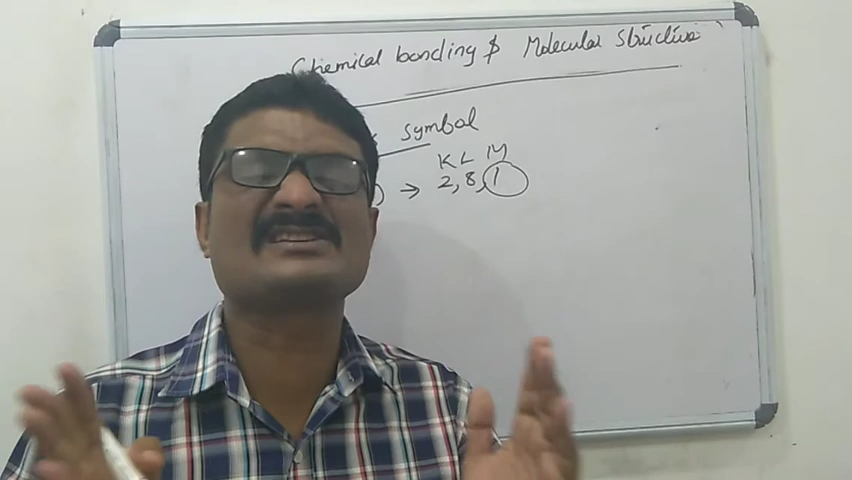 Chemical bonding & Molecular Structure
symbol
K L M
→ 2, 8, 1